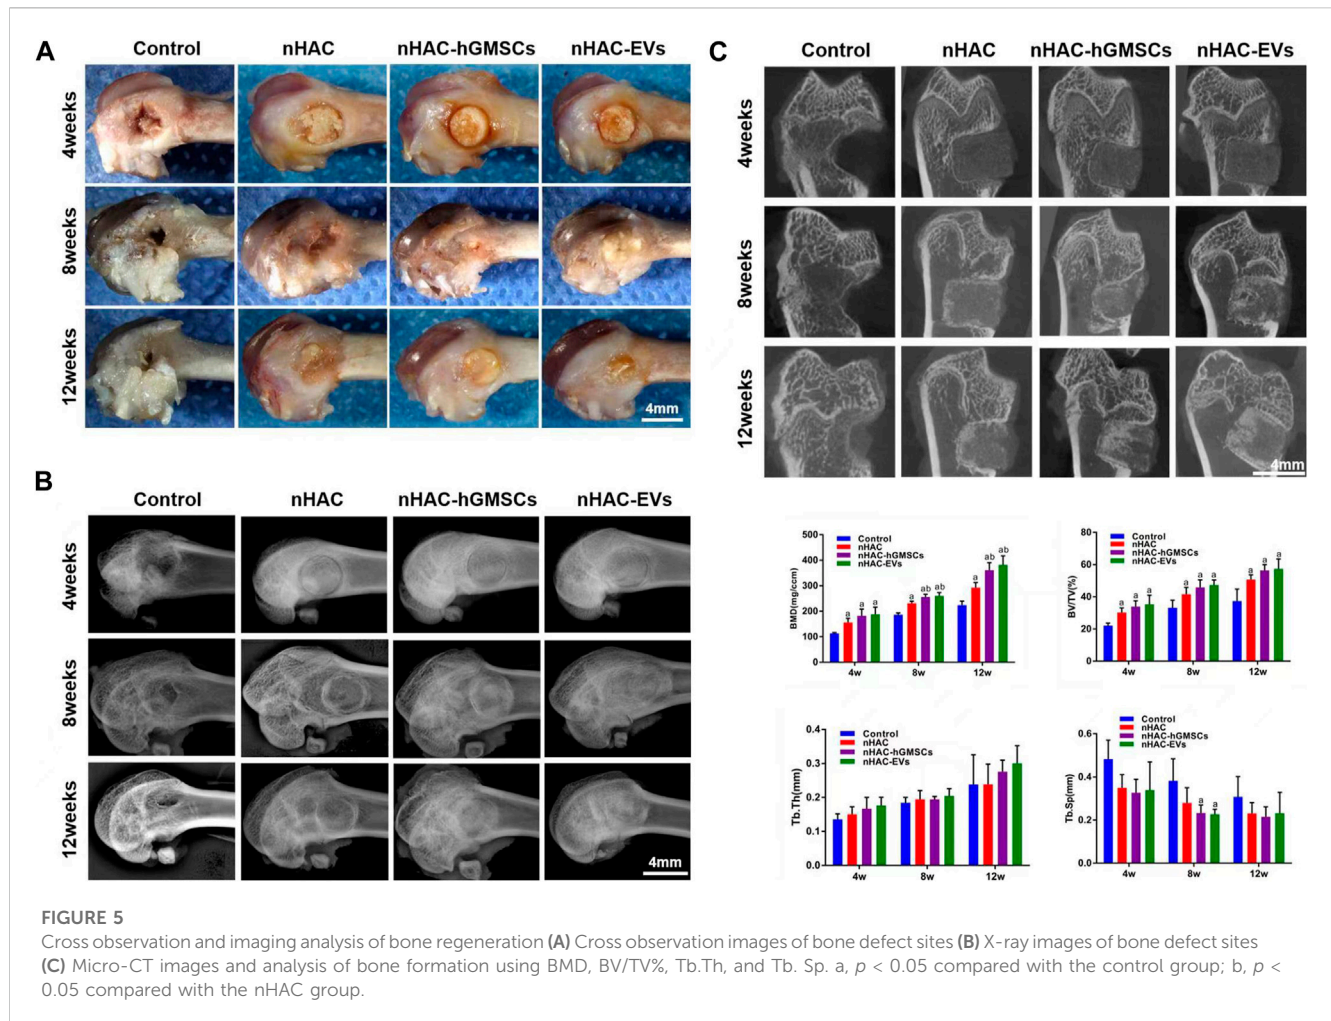 A
Control nHAC nHAC-hGMSCs nHAC-EVs
4weeks
8weeks
12weeks
4mm
B
Control nHAC nHAC-hGMSCs nHAC-EVs
4weeks
8weeks
12weeks
4mm
C
Control nHAC nHAC-hGMSCs nHAC-EVs
4weeks
8weeks
12weeks
4mm
BMD(mg/ccm)
500
400
300
200
100
0
Control
nHAC
nHAC-hGMSCs
nHAC-EVs
a a a
a ab ab
a ab ab
4w 8w 12w
BV/TV(%)
80
60
40
20
0
Control
nHAC
nHAC-hGMSCs
nHAC-EVs
a a a
a a a
a a a
4w 8w 12w
Tb.Th(mm)
0.4
0.3
0.2
0.1
0.0
Control
nHAC
nHAC-hGMSCs
nHAC-EVs
4w 8w 12w
Tb.Sp(mm)
0.6
0.4
0.2
0.0
Control
nHAC
nHAC-hGMSCs
nHAC-EVs
a a
4w 8w 12w
FIGURE 5
Cross observation and imaging analysis of bone regeneration (A) Cross observation images of bone defect sites (B) X-ray images of bone defect sites
(C) Micro-CT images and analysis of bone formation using BMD, BV/TV%, Tb.Th, and Tb. Sp. a, p < 0.05 compared with the control group; b, p <
0.05 compared with the nHAC group.